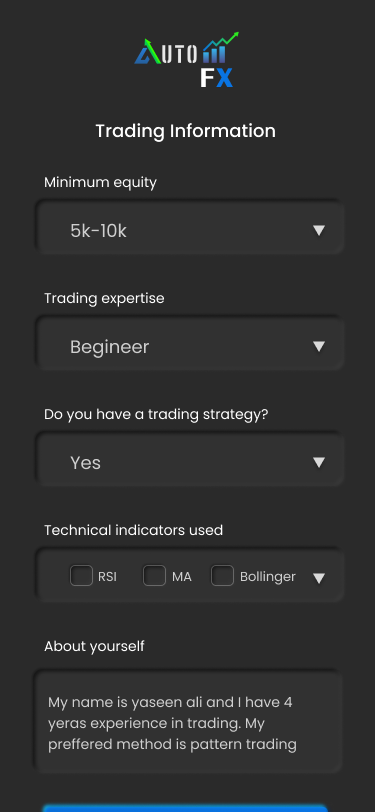 AUTO
FX
Trading Information
Minimum equity
5k-10k
Trading expertise
Begineer
Do you have a trading strategy?
Yes
Technical indicators used
RSI MA Bollinger
About yourself
My name is yaseen ali and I have 4
yeras experience in trading. My
preffered method is pattern trading